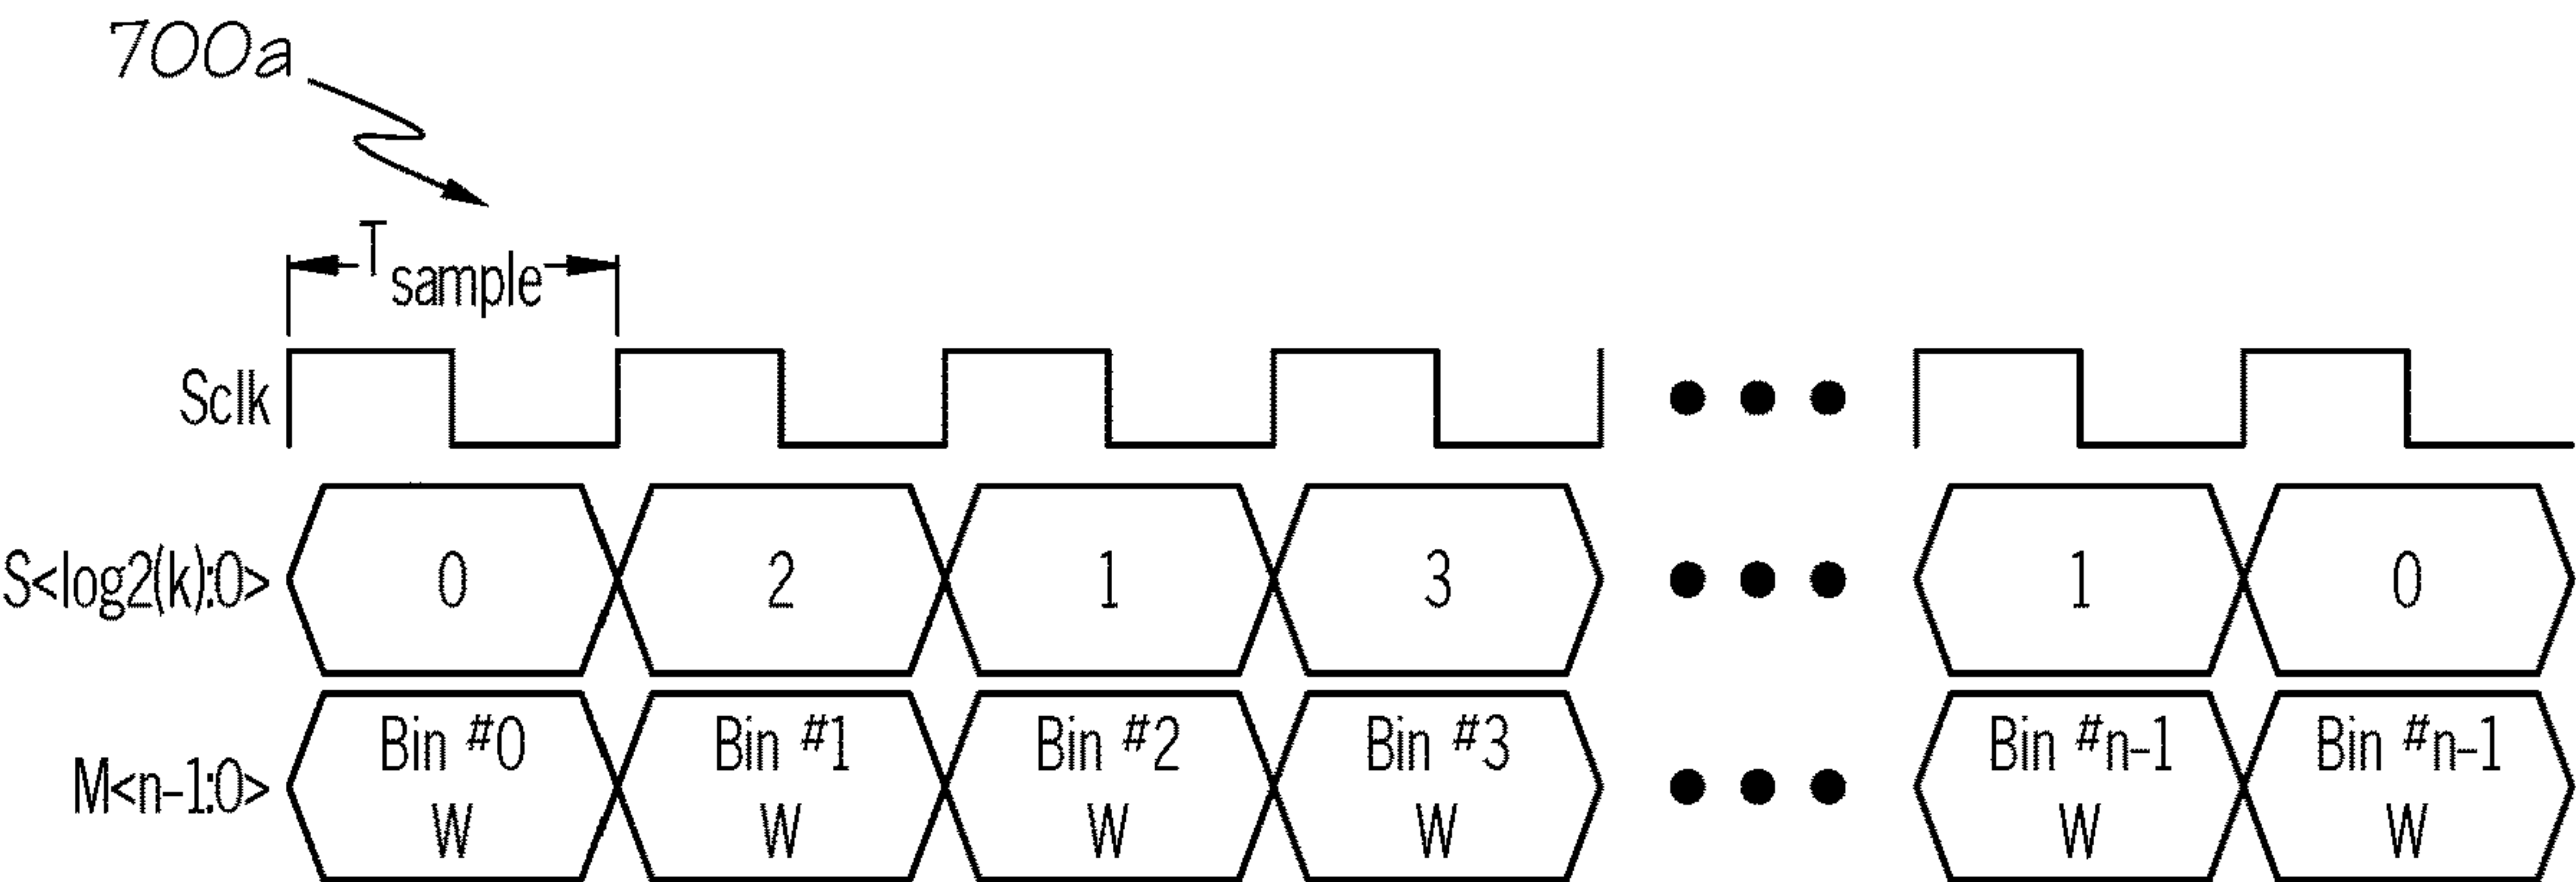 700a
Tsample
Sclk
S<log2(k):0> 0 2 1 3 1 0
M<n-1:0> Bin #0 Bin #1 Bin #2 Bin #3 Bin #n-1 Bin #n-1
W W W W W W